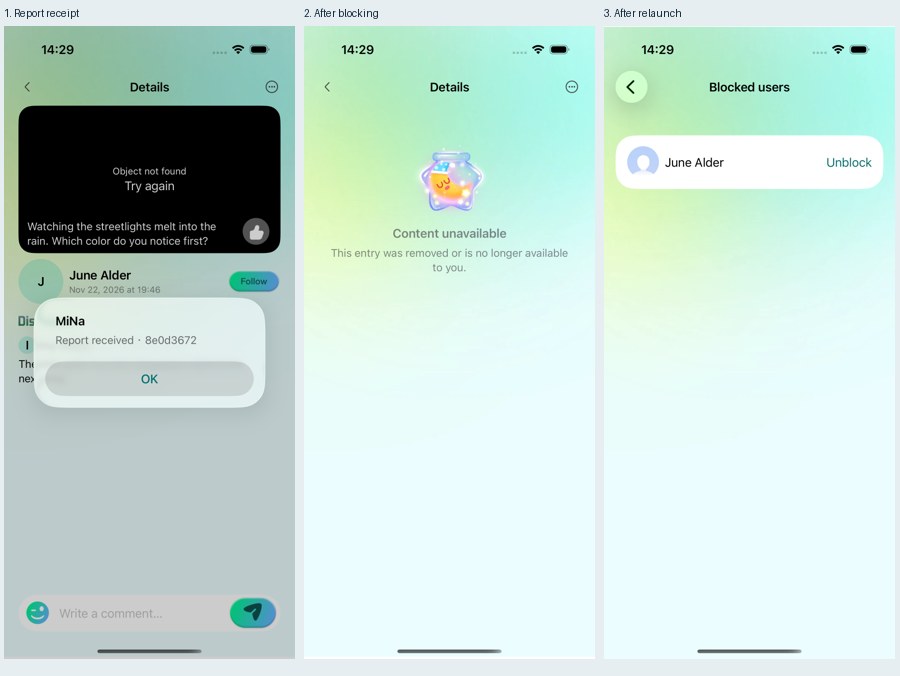 1. Report receipt
14:29
Details
Object not found
Try again
Watching the streetlights melt into the
rain. Which color do you notice first?
J
June Alder
Nov 22, 2026 at 19:46
Follow
Dis
MiNa
Report received · 8e0d3672
I
The
nex
OK
Write a comment...
2. After blocking
14:29
Details
Content unavailable
This entry was removed or is no longer available
to you.
3. After relaunch
14:29
Blocked users
June Alder
Unblock